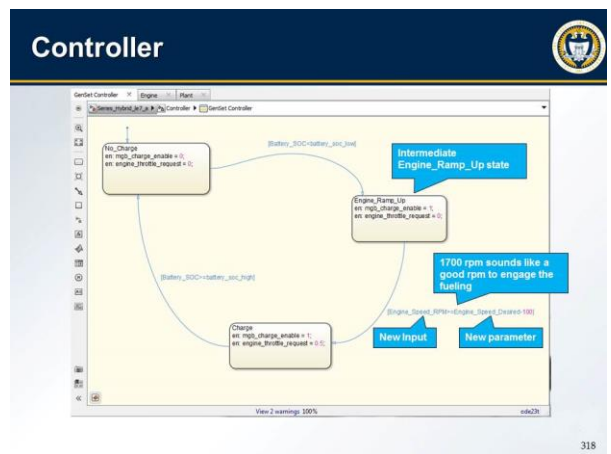 Controller
GenSet Controller
Engine
Plant
Controller
GenSet Controller
No_Charge
en: mgb_charge_enable = 0;
en: engine_throttle_request = 0;
[Battery_SOC<battery_soc_low]
Intermediate
Engine_Ramp_Up state
Engine_Ramp_Up
en: mgb_charge_enable = 1;
en: engine_throttle_request = 0;
1700 rpm sounds like a
good rpm to engage the
fueling
[Battery_SOC>=battery_soc_high]
[Engine_Speed_RPM>=Engine_Speed_Desired-100]
New Input
New parameter
Charge
en: mgb_charge_enable = 1;
en: engine_throttle_request = 0.5;
View 2 warnings 100%
ode23t
318